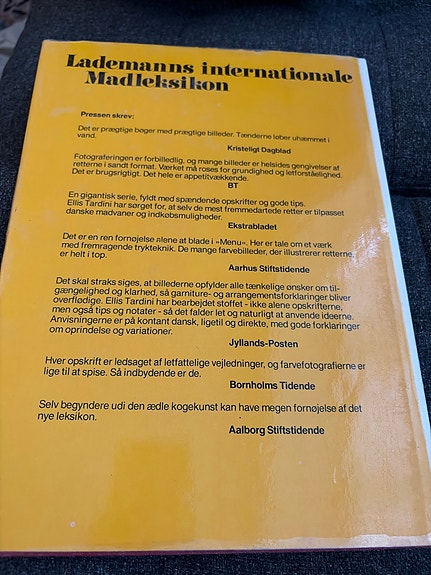 Lademanns internationale
Madleksikon
Pressen skrev:
Det er prægtige bøger med prægtige billeder. Tænderne løber uhæmmet i
vand.
Kristeligt Dagblad
Fotograferingen er forbilledlig, og mange billeder er helsides gengivelser af
retterne i sandt format. Værket må roses for grundighed og letforståelighed.
Det er brugsrigtigt. Det hele er appetitvækkende.
BT
En gigantisk serie, fyldt med spændende opskrifter og gode tips.
Ellis Tardini har sørget for, at selv de mest fremmedartede retter er tilpasset
danske madvaner og indkøbsmuligheder.
Ekstrabladet
Det er en ren fornøjelse alene at blade i »Menu«. Her er tale om et værk
med fremragende trykteknik. De mange farvebilleder, der illustrerer retterne,
er helt i top.
Aarhus Stiftstidende
Det skal straks siges, at billederne opfylder alle tænkelige ønsker om til-
gængelighed og klarhed, så garniture- og arrangementsforklaringer bliver
overflødige. Ellis Tardini har bearbejdet stoffet - ikke alene opskrifterne,
men også tips og notater - så det falder let og naturligt at anvende ideerne.
Anvisningerne er på kontant dansk, ligetil og direkte, med gode forklaringer
om oprindelse og variationer.
Jyllands-Posten
Hver opskrift er ledsaget af letfattelige vejledninger, og farvefotografierne er
lige til at spise. Så indbydende er de.
Bornholms Tidende
Selv begyndere udi den ædle kogekunst kan have megen fornøjelse af det
nye leksikon.
Aalborg Stiftstidende